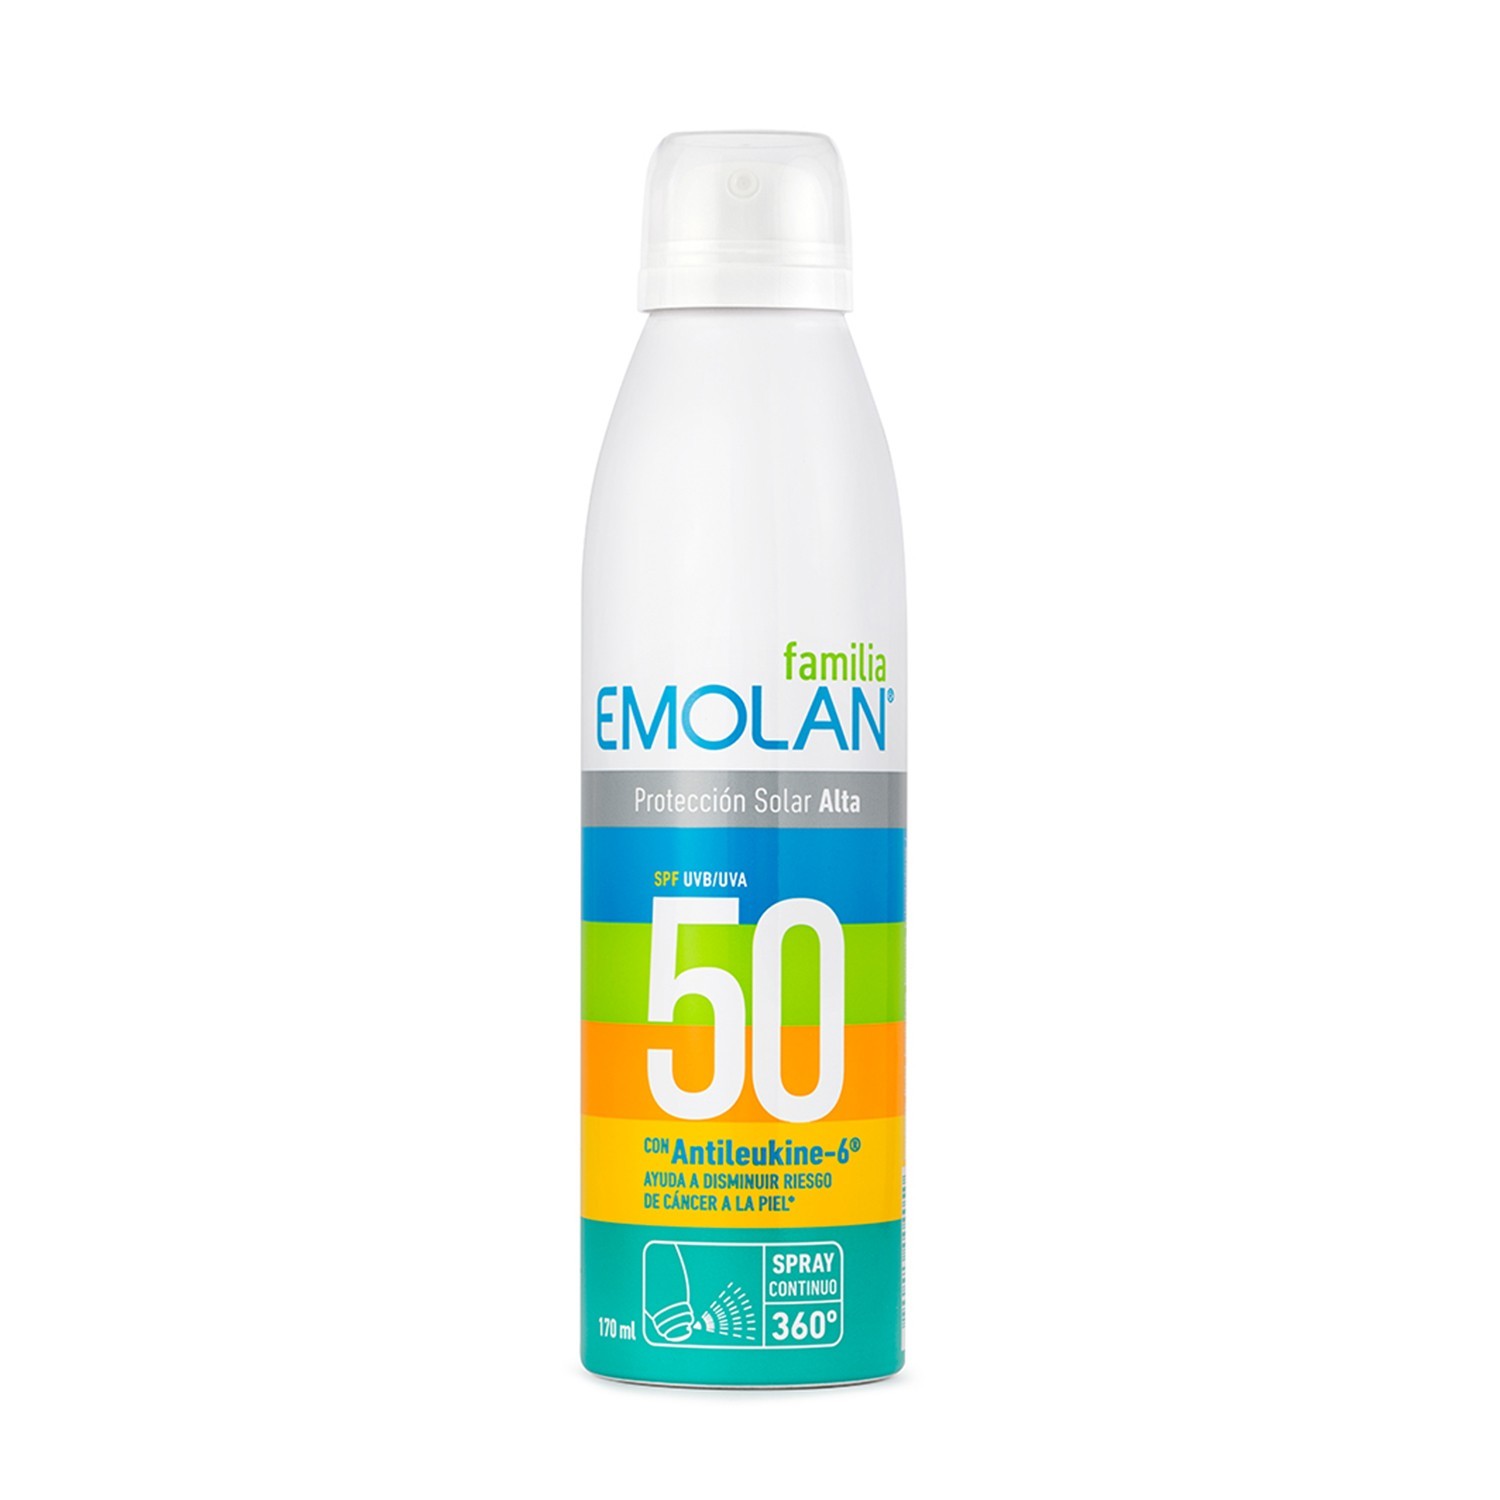 familia
EMOLAN®
Protección Solar Alta
SPF UVB/UVA
50
CON Antileukine-6®
AYUDA A DISMINUIR RIESGO
DE CÁNCER A LA PIEL*
SPRAY
CONTINUO
360°
170 ml